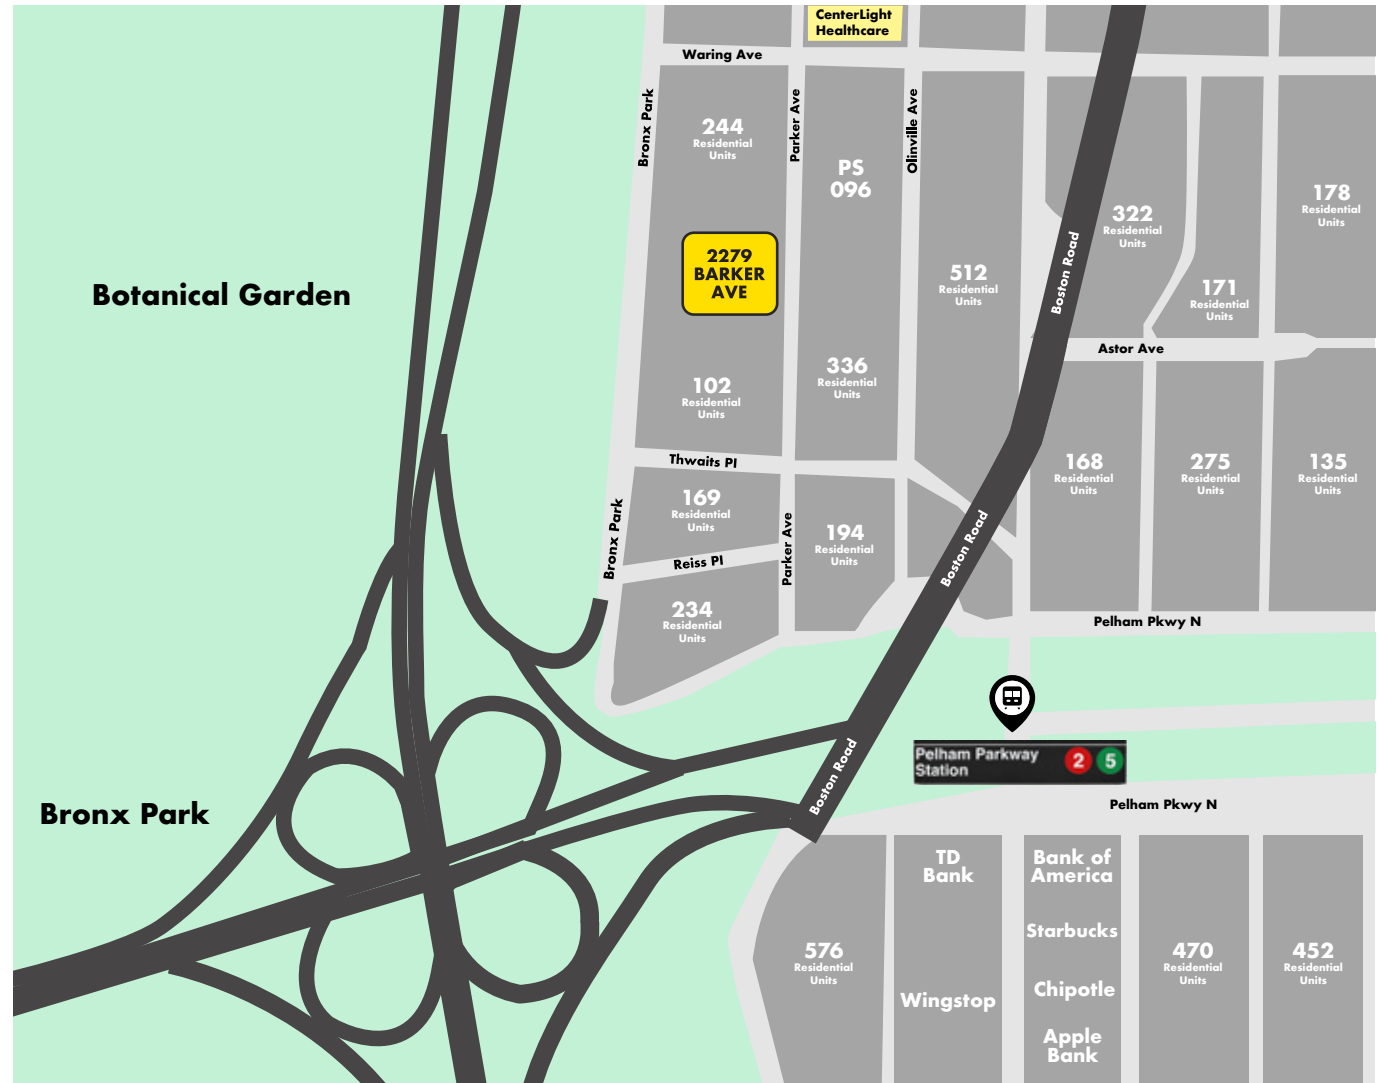 CenterLight
Healthcare
Waring Ave
Bronx Park
Parker Ave
Olinville Ave
244
Residential
Units
PS
096
322
Residential
Units
178
Residential
Units
2279
BARKER
AVE
Botanical Garden
512
Residential
Units
Boston Road
171
Residential
Units
Astor Ave
102
Residential
Units
336
Residential
Units
Thwaits Pl
168
Residential
Units
275
Residential
Units
135
Residential
Units
169
Residential
Units
Bronx Park
Parker Ave
194
Residential
Units
Boston Road
Reiss Pl
234
Residential
Units
Pelham Pkwy N
Pelham Parkway
Station
2
5
Boston Road
Bronx Park
Pelham Pkwy N
TD
Bank
Bank of
America
Starbucks
576
Residential
Units
470
Residential
Units
452
Residential
Units
Wingstop
Chipotle
Apple
Bank